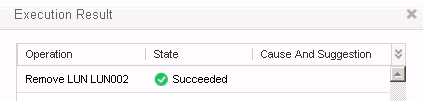 Execution Result
Operation State Cause And Suggestion
Remove LUN LUN002 Succeeded